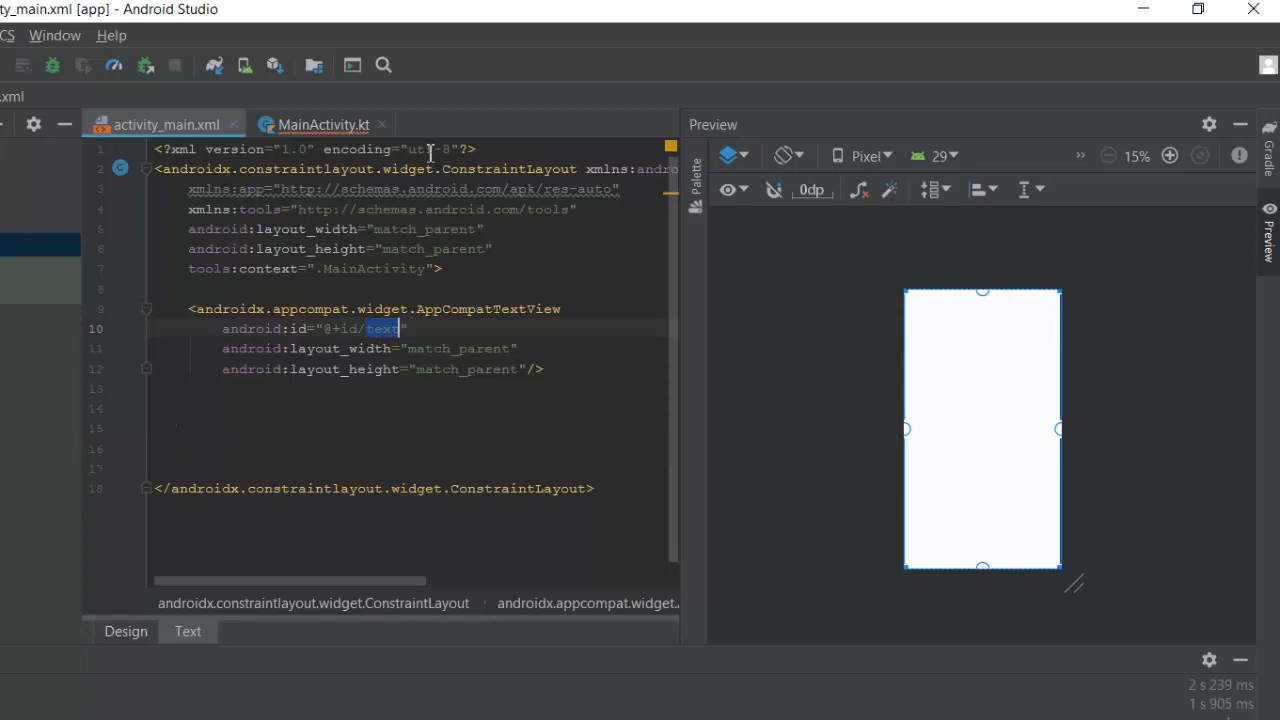 ty_main.xml [app] - Android Studio
CS Window Help
.xml
activity_main.xml MainActivity.kt
Preview
1 <?xml version="1.0" encoding="utf-8"?>
2 <androidx.constraintlayout.widget.ConstraintLayout xmlns:andro
3 xmlns:app="http://schemas.android.com/apk/res-auto"
4 xmlns:tools="http://schemas.android.com/tools"
5 android:layout_width="match_parent"
6 android:layout_height="match_parent"
7 tools:context=".MainActivity">
8
9 <androidx.appcompat.widget.AppCompatTextView
10 android:id="@+id/text"
11 android:layout_width="match_parent"
12 android:layout_height="match_parent"/>
13
14
15
16
17
18 </androidx.constraintlayout.widget.ConstraintLayout>
androidx.constraintlayout.widget.ConstraintLayout androidx.appcompat.widget.
Design Text
Palette
Pixel 29 15%
0dp
Gradle
Preview
2 s 239 ms
1 s 905 ms